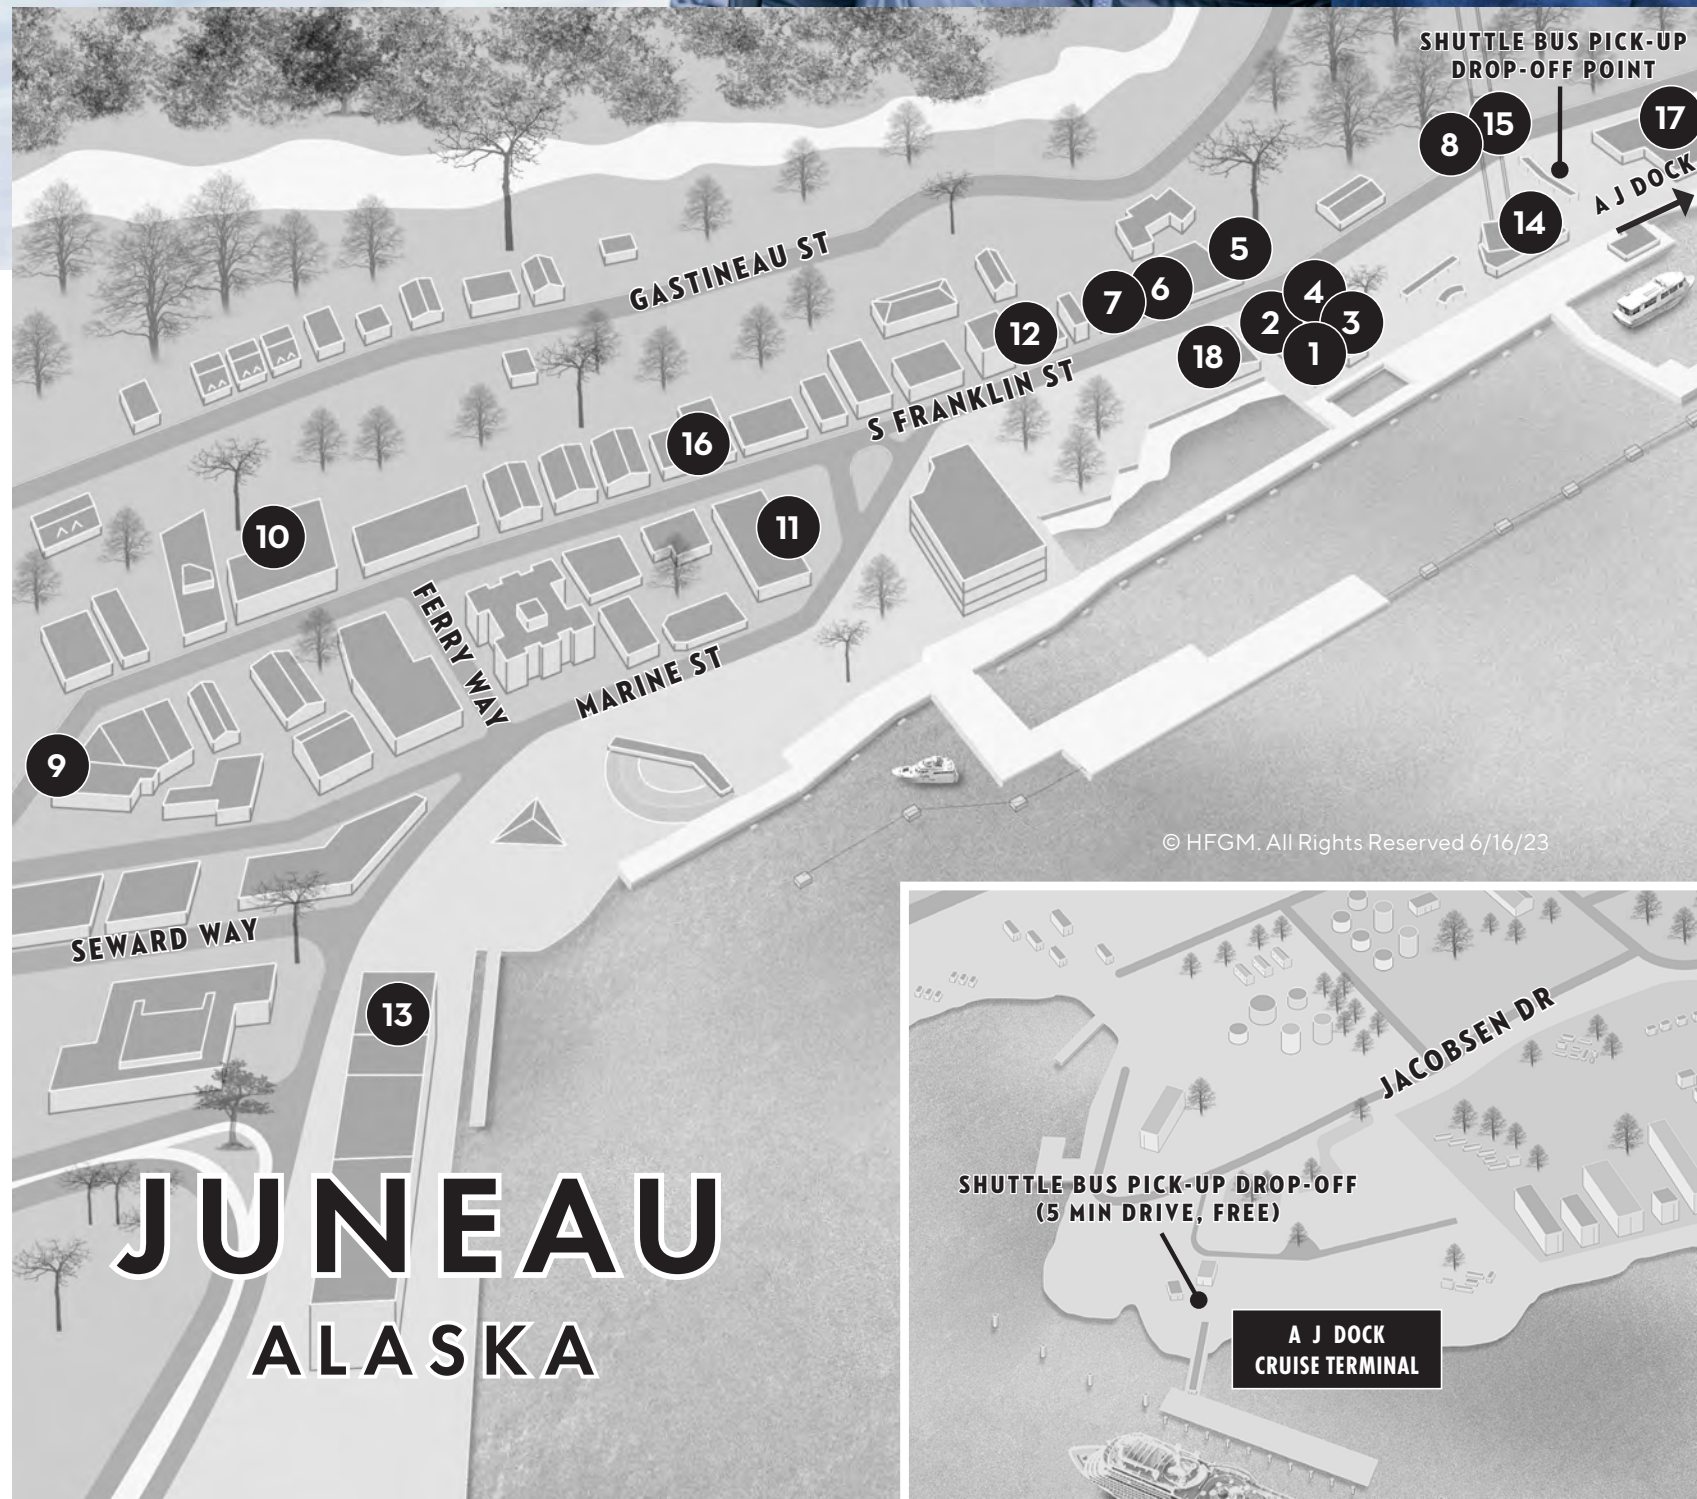 SHUTTLE BUS PICK-UP
DROP-OFF POINT
17
15
8
A J DOCK
14
5
GASTINEAU ST
6
7
4
2
3
12
18
1
S FRANKLIN ST
16
11
10
FERRY WAY
MARINE ST
9
© HFGM. All Rights Reserved 6/16/23
SEWARD WAY
13
JACOBSEN DR
SHUTTLE BUS PICK-UP DROP-OFF
(5 MIN DRIVE, FREE)
A J DOCK
CRUISE TERMINAL
JUNEAU
ALASKA